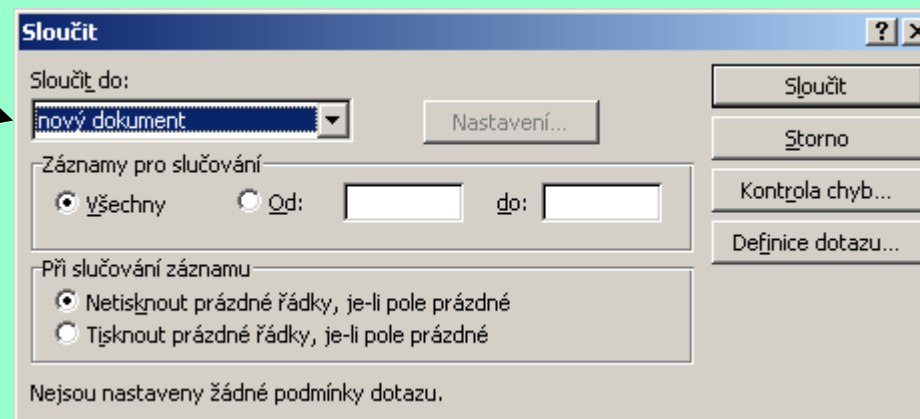 Sloučit
Sloučit do:
nový dokument
Nastavení...
Sloučit
Storno
Kontrola chyb...
Definice dotazu...
Záznamy pro slučování
Všechny
Od:
do:
Při slučování záznamu
Netisknout prázdné řádky, je-li pole prázdné
Tisknout prázdné řádky, je-li pole prázdné
Nejsou nastaveny žádné podmínky dotazu.